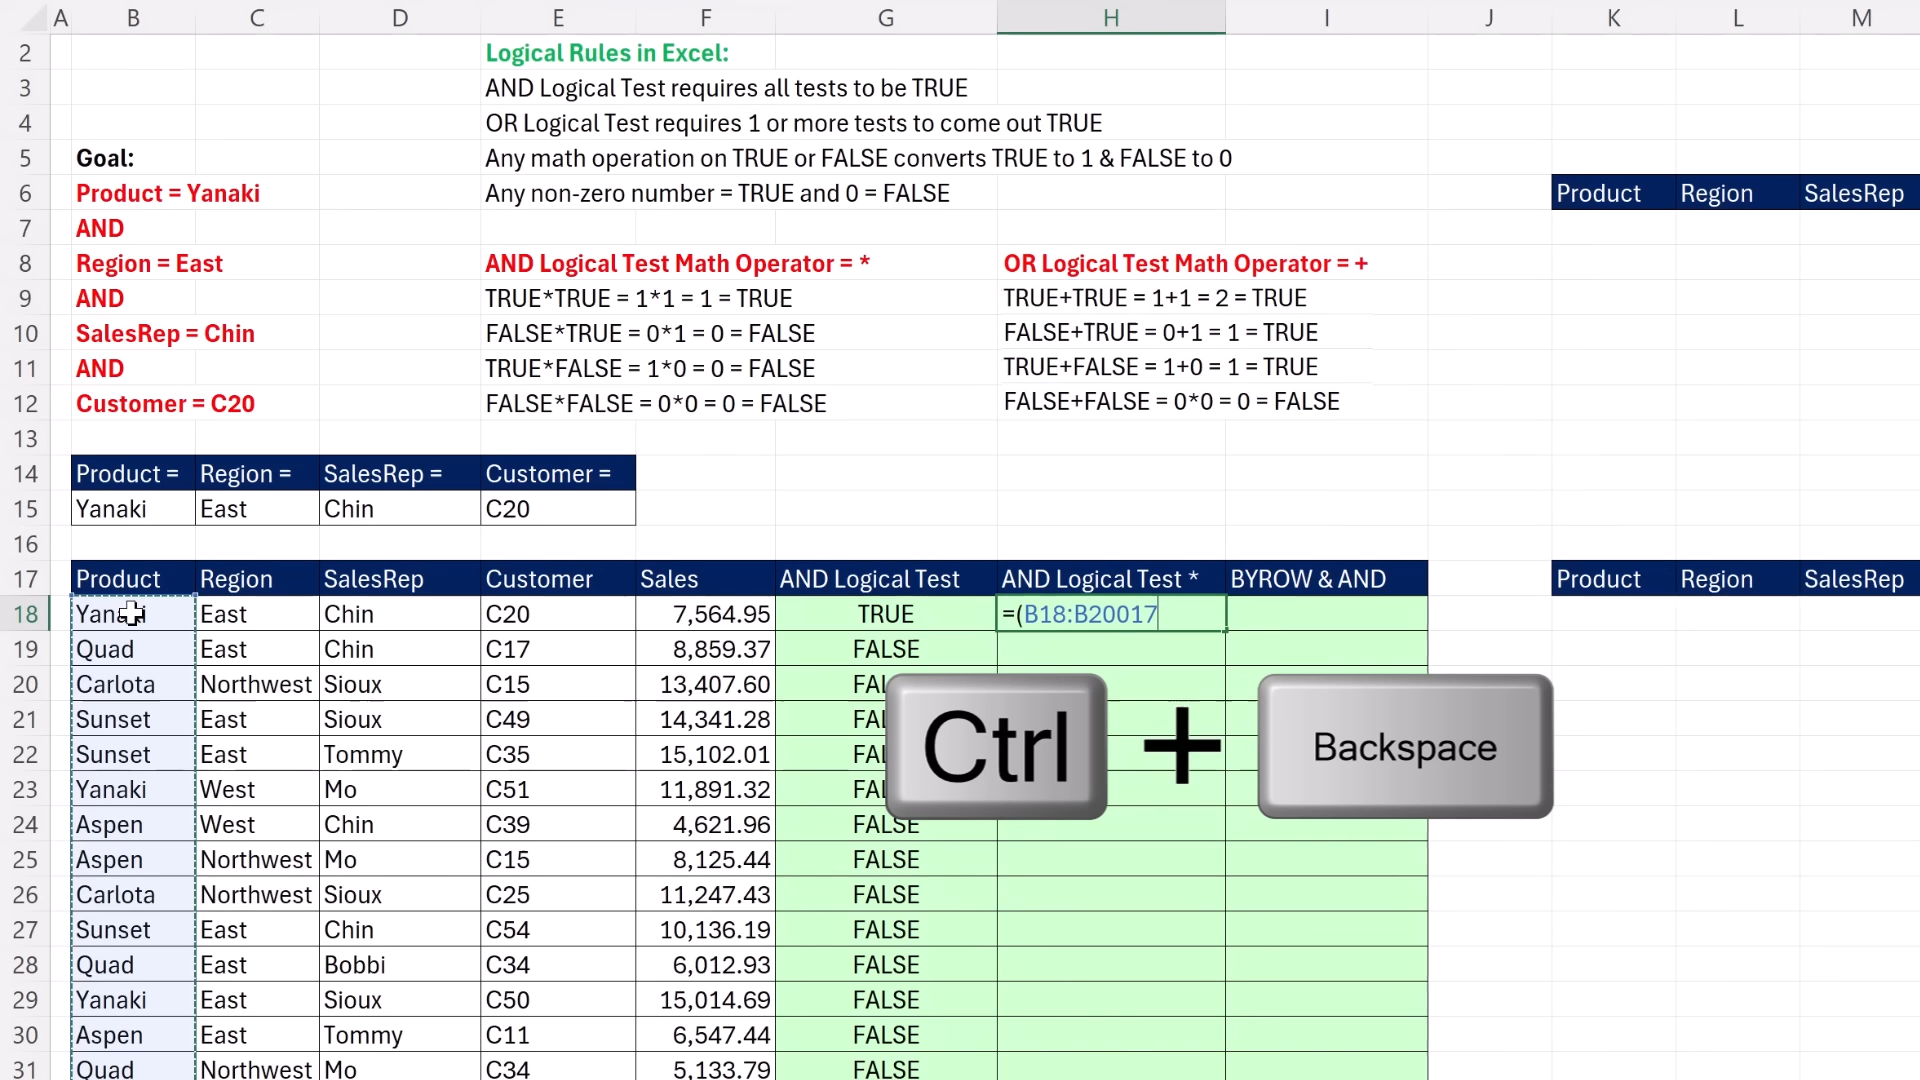 A B C D E F G H I J K L M
2 Logical Rules in Excel:
3 AND Logical Test requires all tests to be TRUE
4 OR Logical Test requires 1 or more tests to come out TRUE
5 Goal: Any math operation on TRUE or FALSE converts TRUE to 1 & FALSE to 0
6 Product = Yanaki Any non-zero number = TRUE and 0 = FALSE Product Region SalesRep
7 AND
8 Region = East AND Logical Test Math Operator = * OR Logical Test Math Operator = +
9 AND TRUE*TRUE = 1*1 = 1 = TRUE TRUE+TRUE = 1+1 = 2 = TRUE
10 SalesRep = Chin FALSE*TRUE = 0*1 = 0 = FALSE FALSE+TRUE = 0+1 = 1 = TRUE
11 AND TRUE*FALSE = 1*0 = 0 = FALSE TRUE+FALSE = 1+0 = 1 = TRUE
12 Customer = C20 FALSE*FALSE = 0*0 = 0 = FALSE FALSE+FALSE = 0*0 = 0 = FALSE
13
14 Product = Region = SalesRep = Customer =
15 Yanaki East Chin C20
16
17 Product Region SalesRep Customer Sales AND Logical Test AND Logical Test * BYROW & AND Product Region SalesRep
18 Yanaki East Chin C20 7,564.95 TRUE =(B18:B20017
19 Quad East Chin C17 8,859.37 FALSE
20 Carlota Northwest Sioux C15 13,407.60 FAL
21 Sunset East Sioux C49 14,341.28 FAL
22 Sunset East Tommy C35 15,102.01 FAL
Ctrl + Backspace
23 Yanaki West Mo C51 11,891.32 FAL
24 Aspen West Chin C39 4,621.96 FALSE
25 Aspen Northwest Mo C15 8,125.44 FALSE
26 Carlota Northwest Sioux C25 11,247.43 FALSE
27 Sunset East Chin C54 10,136.19 FALSE
28 Quad East Bobbi C34 6,012.93 FALSE
29 Yanaki East Sioux C50 15,014.69 FALSE
30 Aspen East Tommy C11 6,547.44 FALSE
31 Quad Northwest Mo C34 5,133.79 FALSE